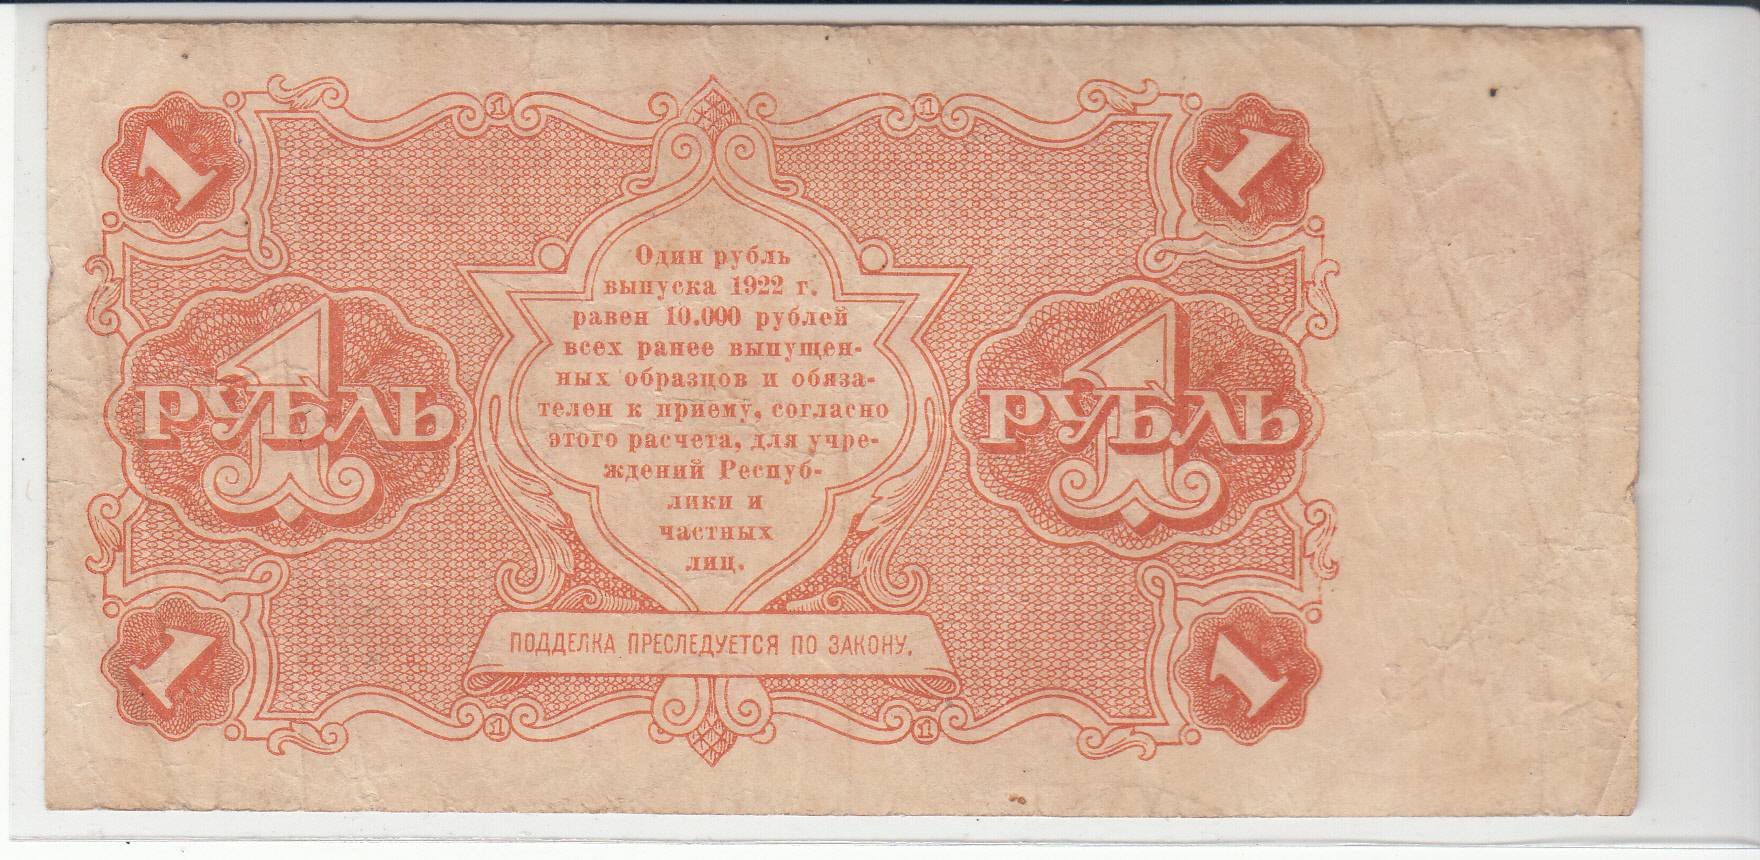 1
1
1
1
Один рубль
выпуска 1922 г.
равен 10.000 рублей
всех ранее выпущен-
ных образцов и обяза-
телен к приему, согласно
этого расчета, для учре-
ждений Респуб-
лики и
частных
лиц.
1
РУБЛЬ
1
РУБЛЬ
ПОДДЕЛКА ПРЕСЛЕДУЕТСЯ ПО ЗАКОНУ.
1
1
1
1